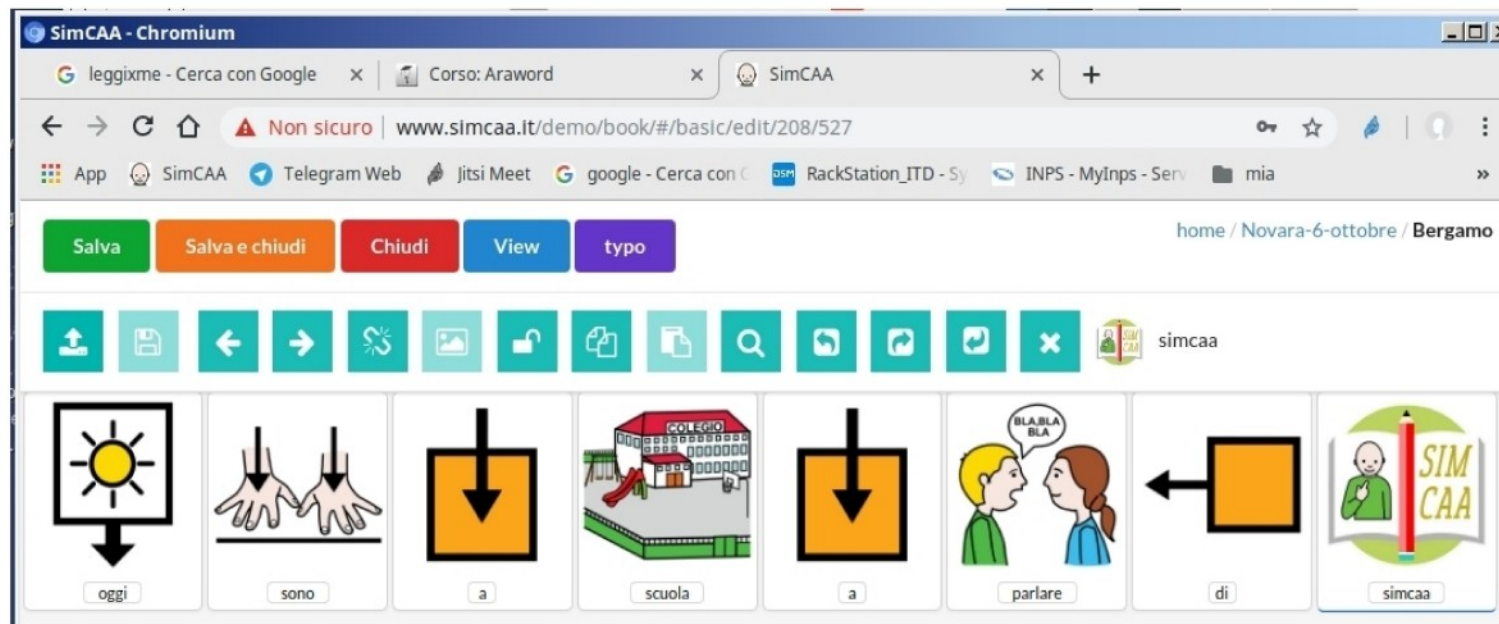 SimCAA - Chromium
leggixme - Cerca con Google
Corso: Araword
SimCAA
Non sicuro | www.simcaa.it/demo/book/#/basic/edit/208/527
App SimCAA Telegram Web Jitsi Meet google - Cerca con RackStation_ITD - Sy INPS - MyInps - Serv mia »
Salva Salva e chiudi Chiudi View typo home / Novara-6-ottobre / Bergamo
SIM
CAA
simcaa
COLEGIO
BLA,BLA
BLA
SIM
CAA
oggi sono a scuola a parlare di simcaa